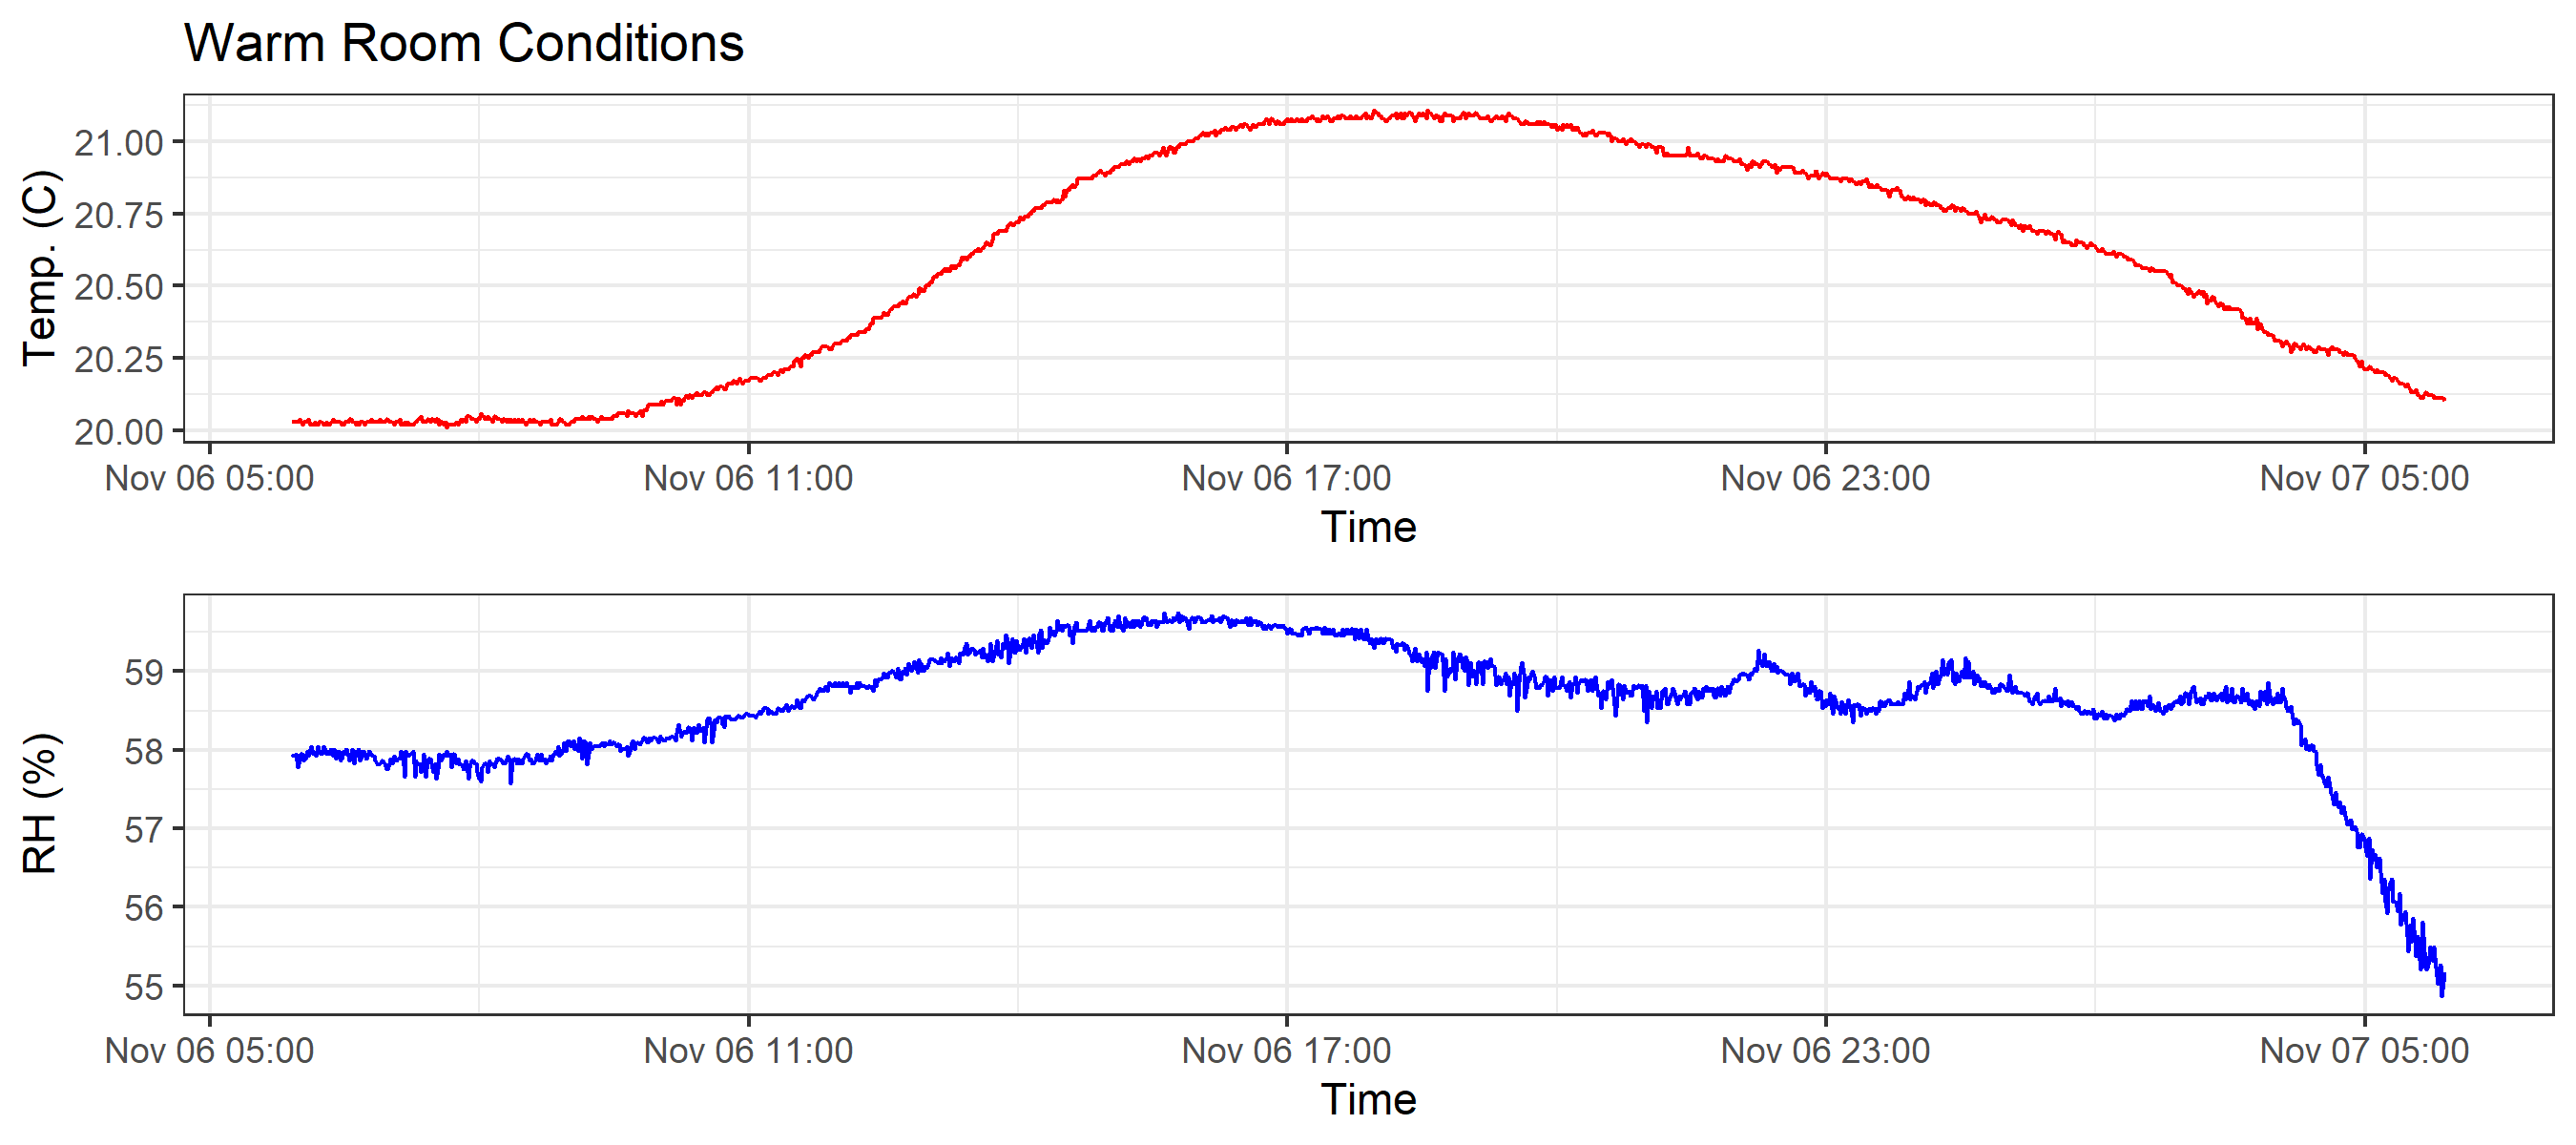 Warm Room Conditions
Temp. (C)
21.00
20.75
20.50
20.25
20.00
Nov 06 05:00 Nov 06 11:00 Nov 06 17:00 Nov 06 23:00 Nov 07 05:00
Time
RH (%)
59
58
57
56
55
Nov 06 05:00 Nov 06 11:00 Nov 06 17:00 Nov 06 23:00 Nov 07 05:00
Time